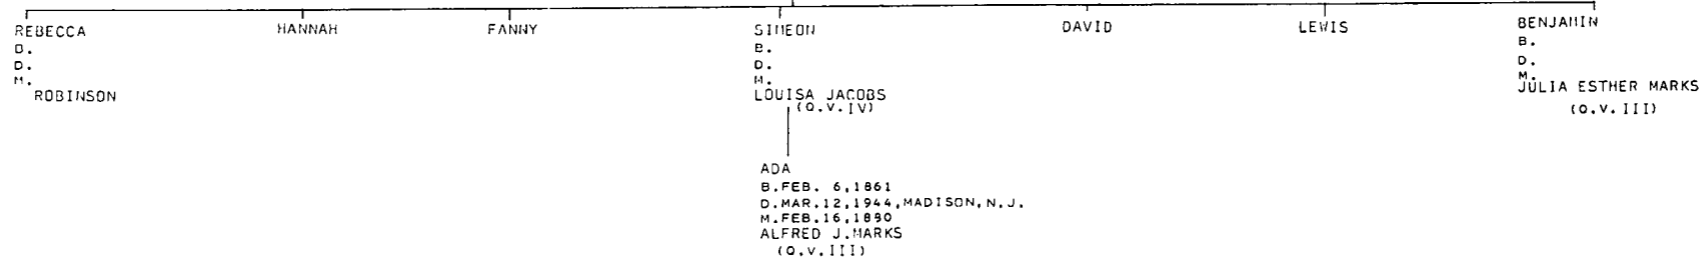 REBECCA
B.
D.
M.
ROBINSON
HANNAH
FANNY
SIMEON
B.
D.
M.
LOUISA JACOBS
(Q.V.IV)
ADA
B.FEB. 6,1861
D.MAR.12,1944,MADISON,N.J.
M.FEB.16,1890
ALFRED J.MARKS
(Q.V.III)
DAVID
LEWIS
BENJAMIN
B.
D.
M.
JULIA ESTHER MARKS
(Q.V.III)